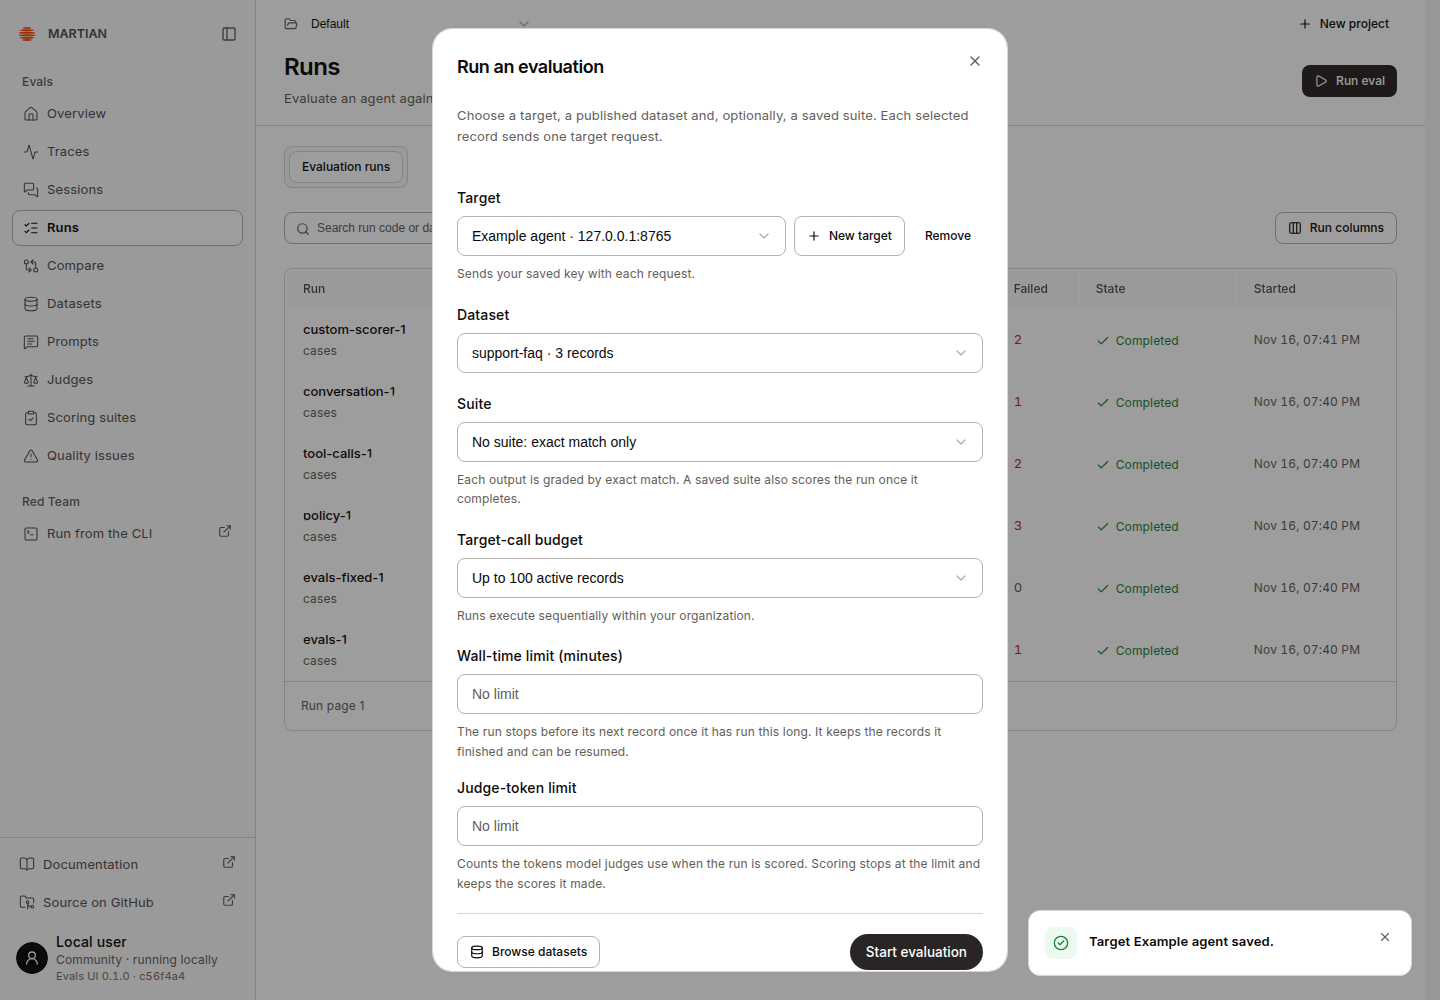 MARTIAN
Evals
Overview
Traces
Sessions
Runs
Compare
Datasets
Prompts
Judges
Scoring suites
Quality issues
Red Team
Run from the CLI
Documentation
Source on GitHub
Local user
Community · running locally
Evals UI 0.1.0 · c56f4a4
Default
New project
Runs
Evaluate an agent again
Run eval
Evaluation runs
Search run code or da
Run columns
Run
Failed
State
Started
custom-scorer-1
cases
2
Completed
Nov 16, 07:41 PM
conversation-1
cases
1
Completed
Nov 16, 07:40 PM
tool-calls-1
cases
2
Completed
Nov 16, 07:40 PM
policy-1
cases
3
Completed
Nov 16, 07:40 PM
evals-fixed-1
cases
0
Completed
Nov 16, 07:40 PM
evals-1
cases
1
Completed
Nov 16, 07:40 PM
Run page 1
Run an evaluation
Choose a target, a published dataset and, optionally, a saved suite. Each selected
record sends one target request.
Target
Example agent · 127.0.0.1:8765
New target
Remove
Sends your saved key with each request.
Dataset
support-faq · 3 records
Suite
No suite: exact match only
Each output is graded by exact match. A saved suite also scores the run once it
completes.
Target-call budget
Up to 100 active records
Runs execute sequentially within your organization.
Wall-time limit (minutes)
No limit
The run stops before its next record once it has run this long. It keeps the records it
finished and can be resumed.
Judge-token limit
No limit
Counts the tokens model judges use when the run is scored. Scoring stops at the limit and
keeps the scores it made.
Browse datasets
Start evaluation
Target Example agent saved.